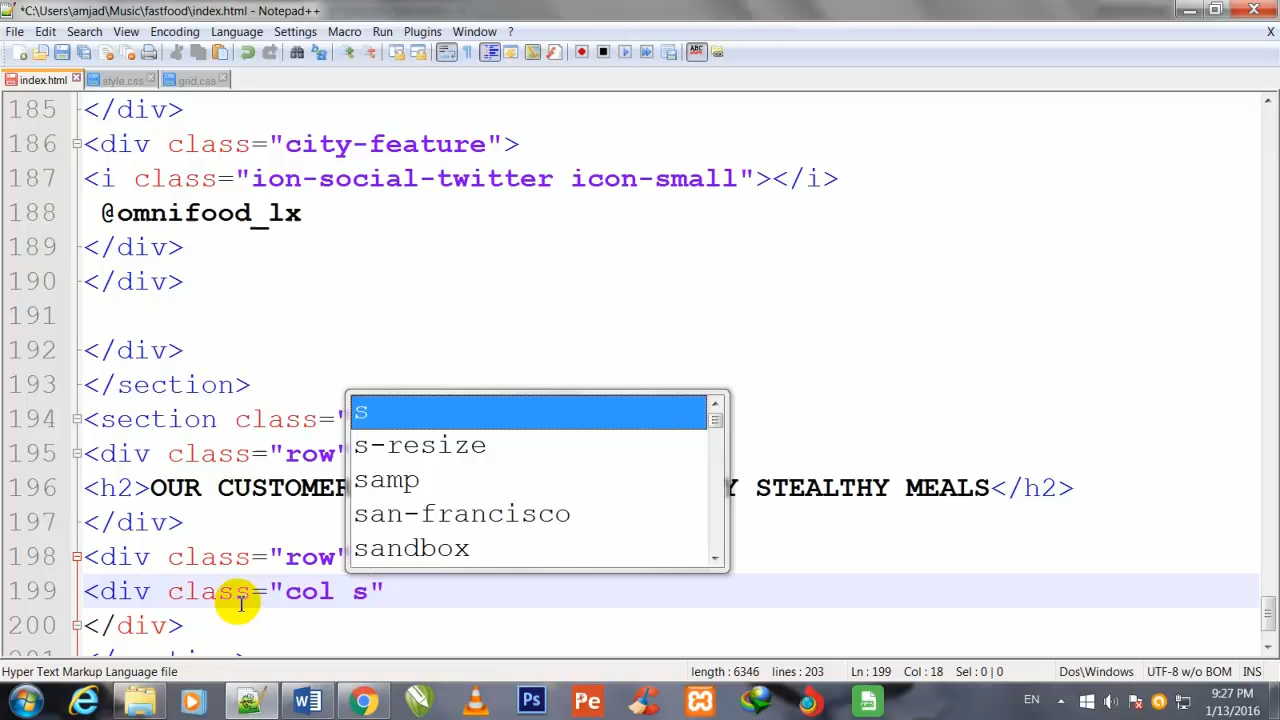 *C:\Users\amjad\Music\fastfood\index.html - Notepad++
File Edit Search View Encoding Language Settings Macro Run Plugins Window ? X
ABC
index.html style.css grid.css
185 </div>
186 <div class="city-feature">
187 <i class="ion-social-twitter icon-small"></i>
188 @omnifood_lx
189 </div>
190 </div>
191
192 </div>
193 </section>
194 <section class="
195 <div class="row"
196 <h2>OUR CUSTOMER Y STEALTHY MEALS</h2>
197 </div>
198 <div class="row"
199 <div class="col s"
200 </div>
s
s-resize
samp
san-francisco
sandbox
Hyper Text Markup Language file length : 6346 lines : 203 Ln : 199 Col : 18 Sel : 0 | 0 Dos\Windows UTF-8 w/o BOM INS
W Ps Pe EN 9:27 PM
1/13/2016